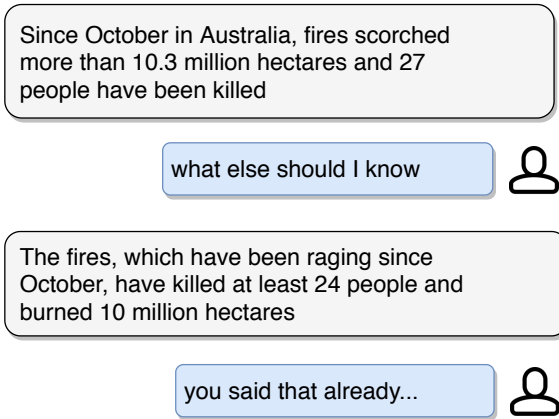 Since October in Australia, fires scorched
more than 10.3 million hectares and 27
people have been killed
what else should I know
The fires, which have been raging since
October, have killed at least 24 people and
burned 10 million hectares
you said that already...